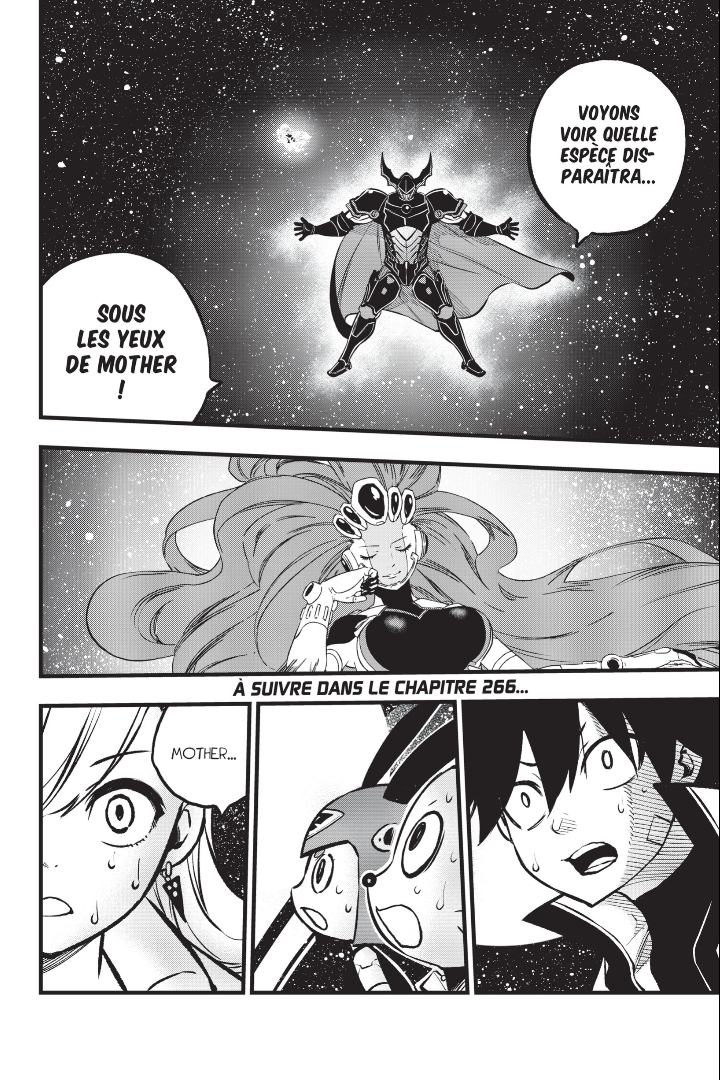 VOYONS
VOIR QUELLE
ESPÈCE DIS-
PARAÎTRA...
SOUS
LES YEUX
DE MOTHER
!
À SUIVRE DANS LE CHAPITRE 266...
MOTHER...